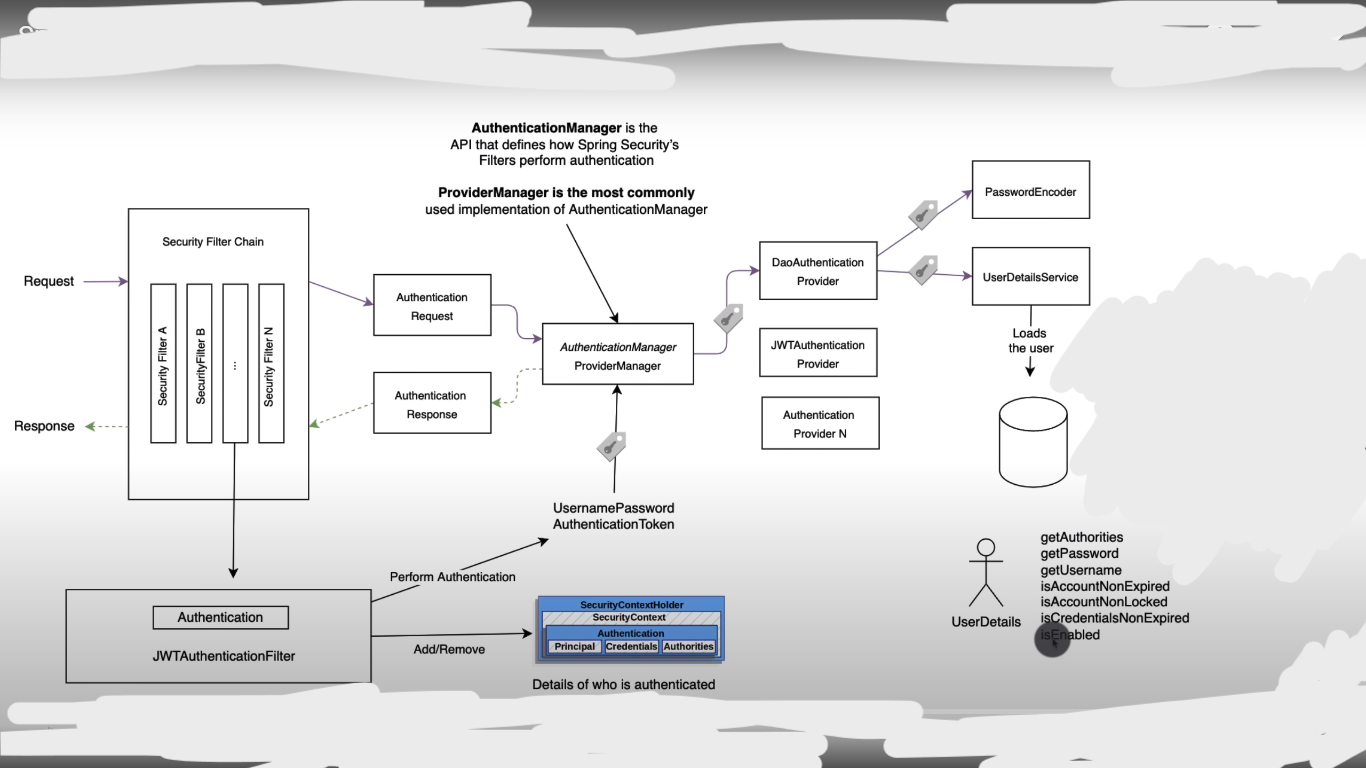 AuthenticationManager is the
API that defines how Spring Security's
Filters perform authentication
ProviderManager is the most commonly
used implementation of AuthenticationManager
Security Filter Chain
Request
Response
Security Filter A
SecurityFilter B
...
Security Filter N
Authentication
Request
Authentication
Response
AuthenticationManager
ProviderManager
DaoAuthentication
Provider
JWTAuthentication
Provider
Authentication
Provider N
PasswordEncoder
UserDetailsService
Loads
the user
UsernamePassword
AuthenticationToken
Perform Authentication
Add/Remove
Authentication
JWTAuthenticationFilter
SecurityContextHolder
SecurityContext
Authentication
Principal
Credentials
Authorities
Details of who is authenticated
UserDetails
getAuthorities
getPassword
getUsername
isAccountNonExpired
isAccountNonLocked
isCredentialsNonExpired
isEnabled